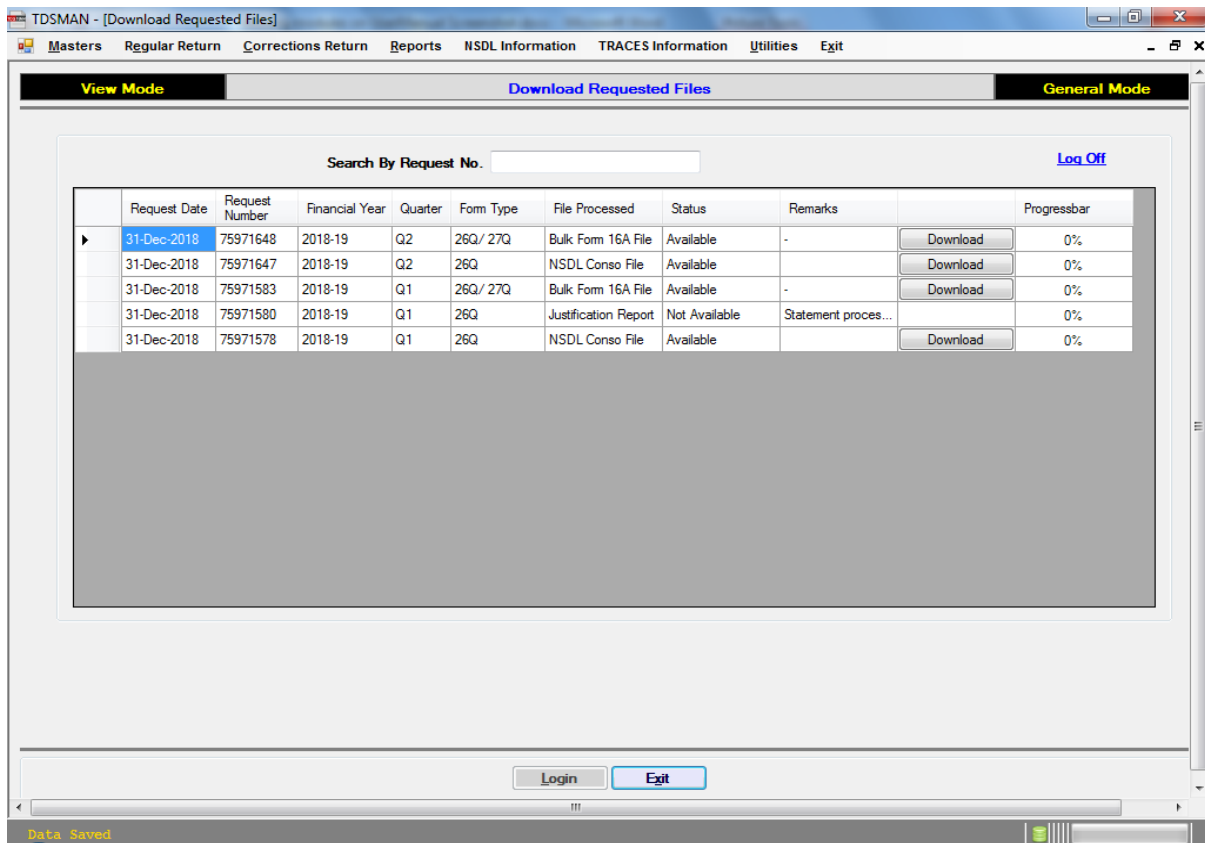 TDSMAN - [Download Requested Files]
Masters Regular Return Corrections Return Reports NSDL Information TRACES Information Utilities Exit
View Mode Download Requested Files General Mode
Search By Request No. Log Off
Request Date Request Number Financial Year Quarter Form Type File Processed Status Remarks Progressbar
31-Dec-2018 75971648 2018-19 Q2 26Q/ 27Q Bulk Form 16A File Available - Download 0%
31-Dec-2018 75971647 2018-19 Q2 26Q NSDL Conso File Available Download 0%
31-Dec-2018 75971583 2018-19 Q1 26Q/ 27Q Bulk Form 16A File Available - Download 0%
31-Dec-2018 75971580 2018-19 Q1 26Q Justification Report Not Available Statement proces... 0%
31-Dec-2018 75971578 2018-19 Q1 26Q NSDL Conso File Available Download 0%
Login Exit
Data Saved